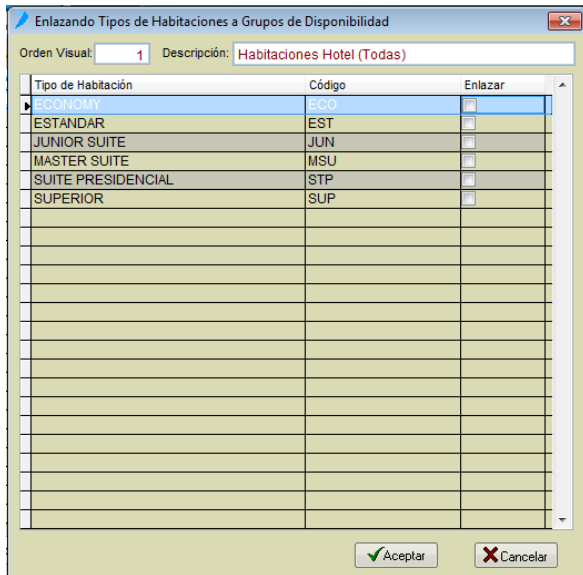 Enlazando Tipos de Habitaciones a Grupos de Disponibilidad
Orden Visual: 1 Descripción: Habitaciones Hotel (Todas)
Tipo de Habitación Código Enlazar
ECONOMY ECO
ESTANDAR EST
JUNIOR SUITE JUN
MASTER SUITE MSU
SUITE PRESIDENCIAL STP
SUPERIOR SUP
Aceptar Cancelar